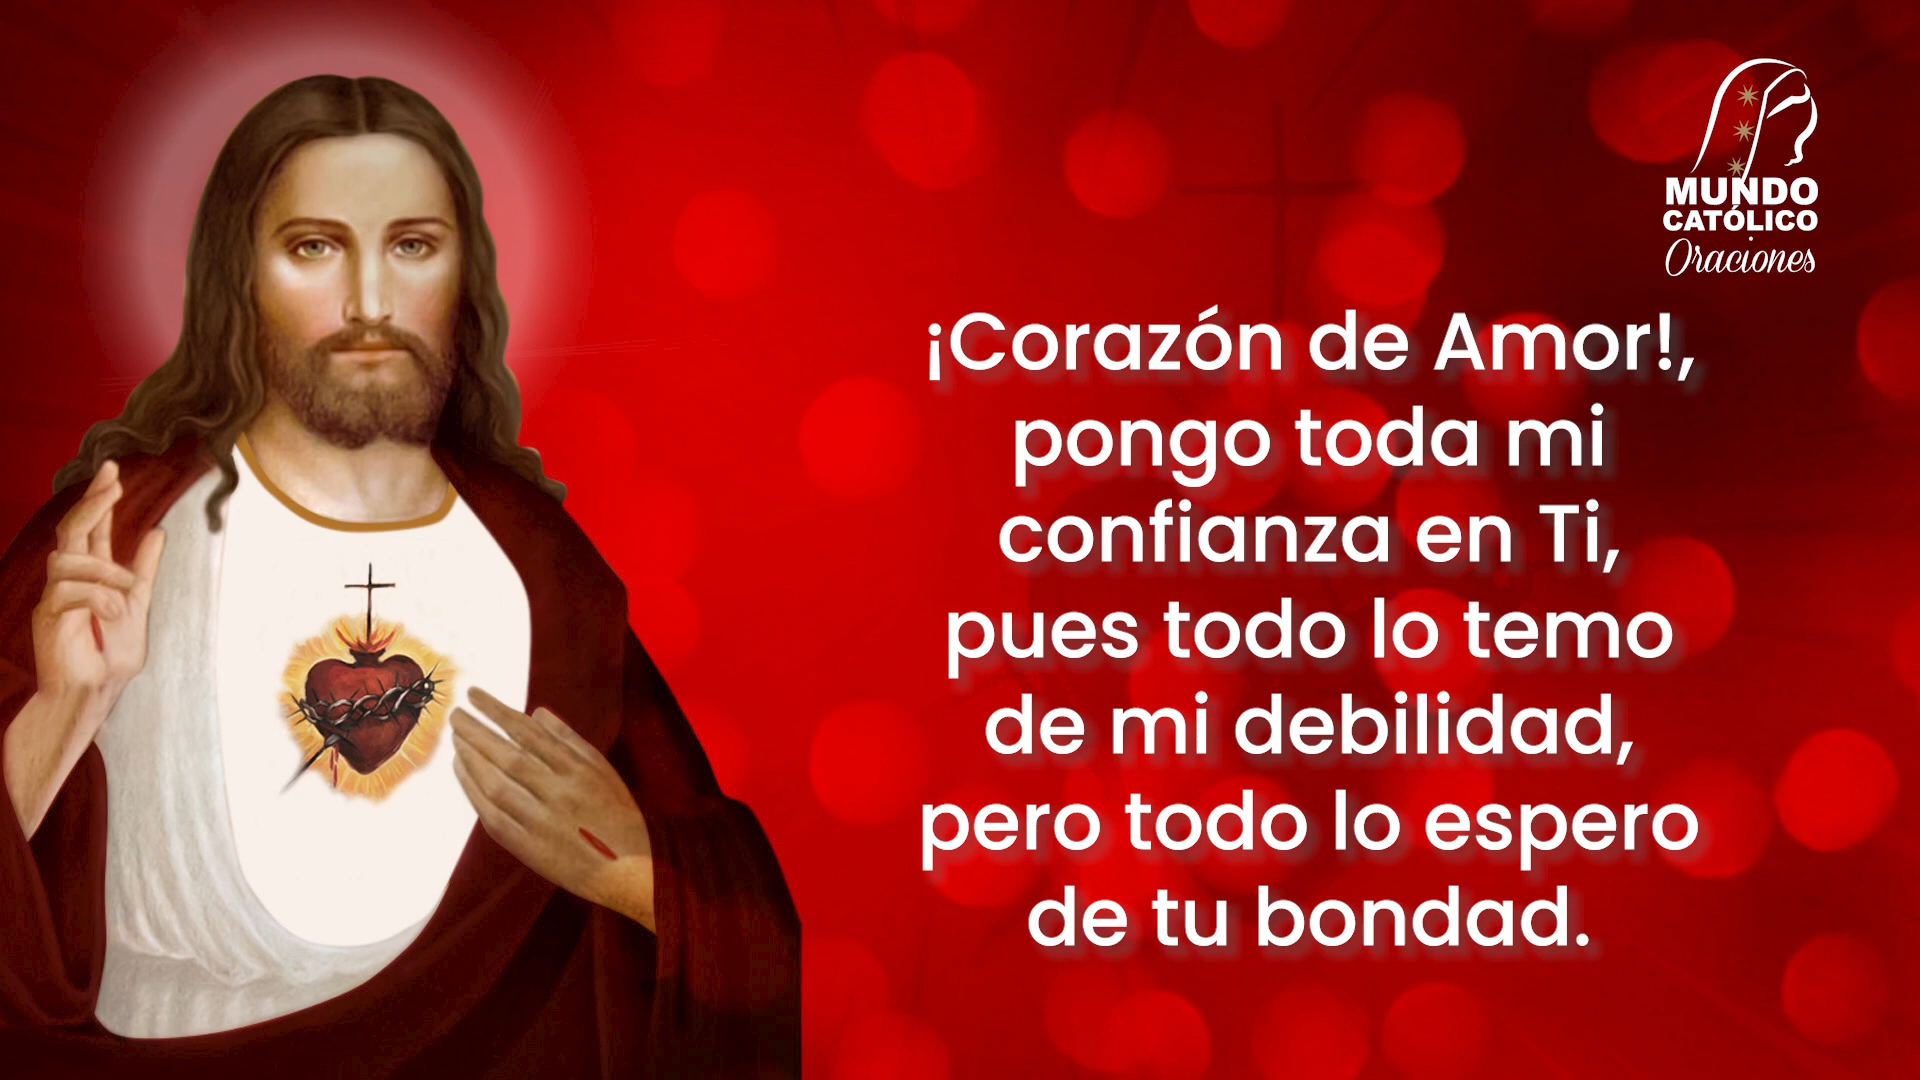 MUNDO
CATÓLICO
Oraciones
¡Corazón de Amor!,
pongo toda mi
confianza en Ti,
pues todo lo temo
de mi debilidad,
pero todo lo espero
de tu bondad.